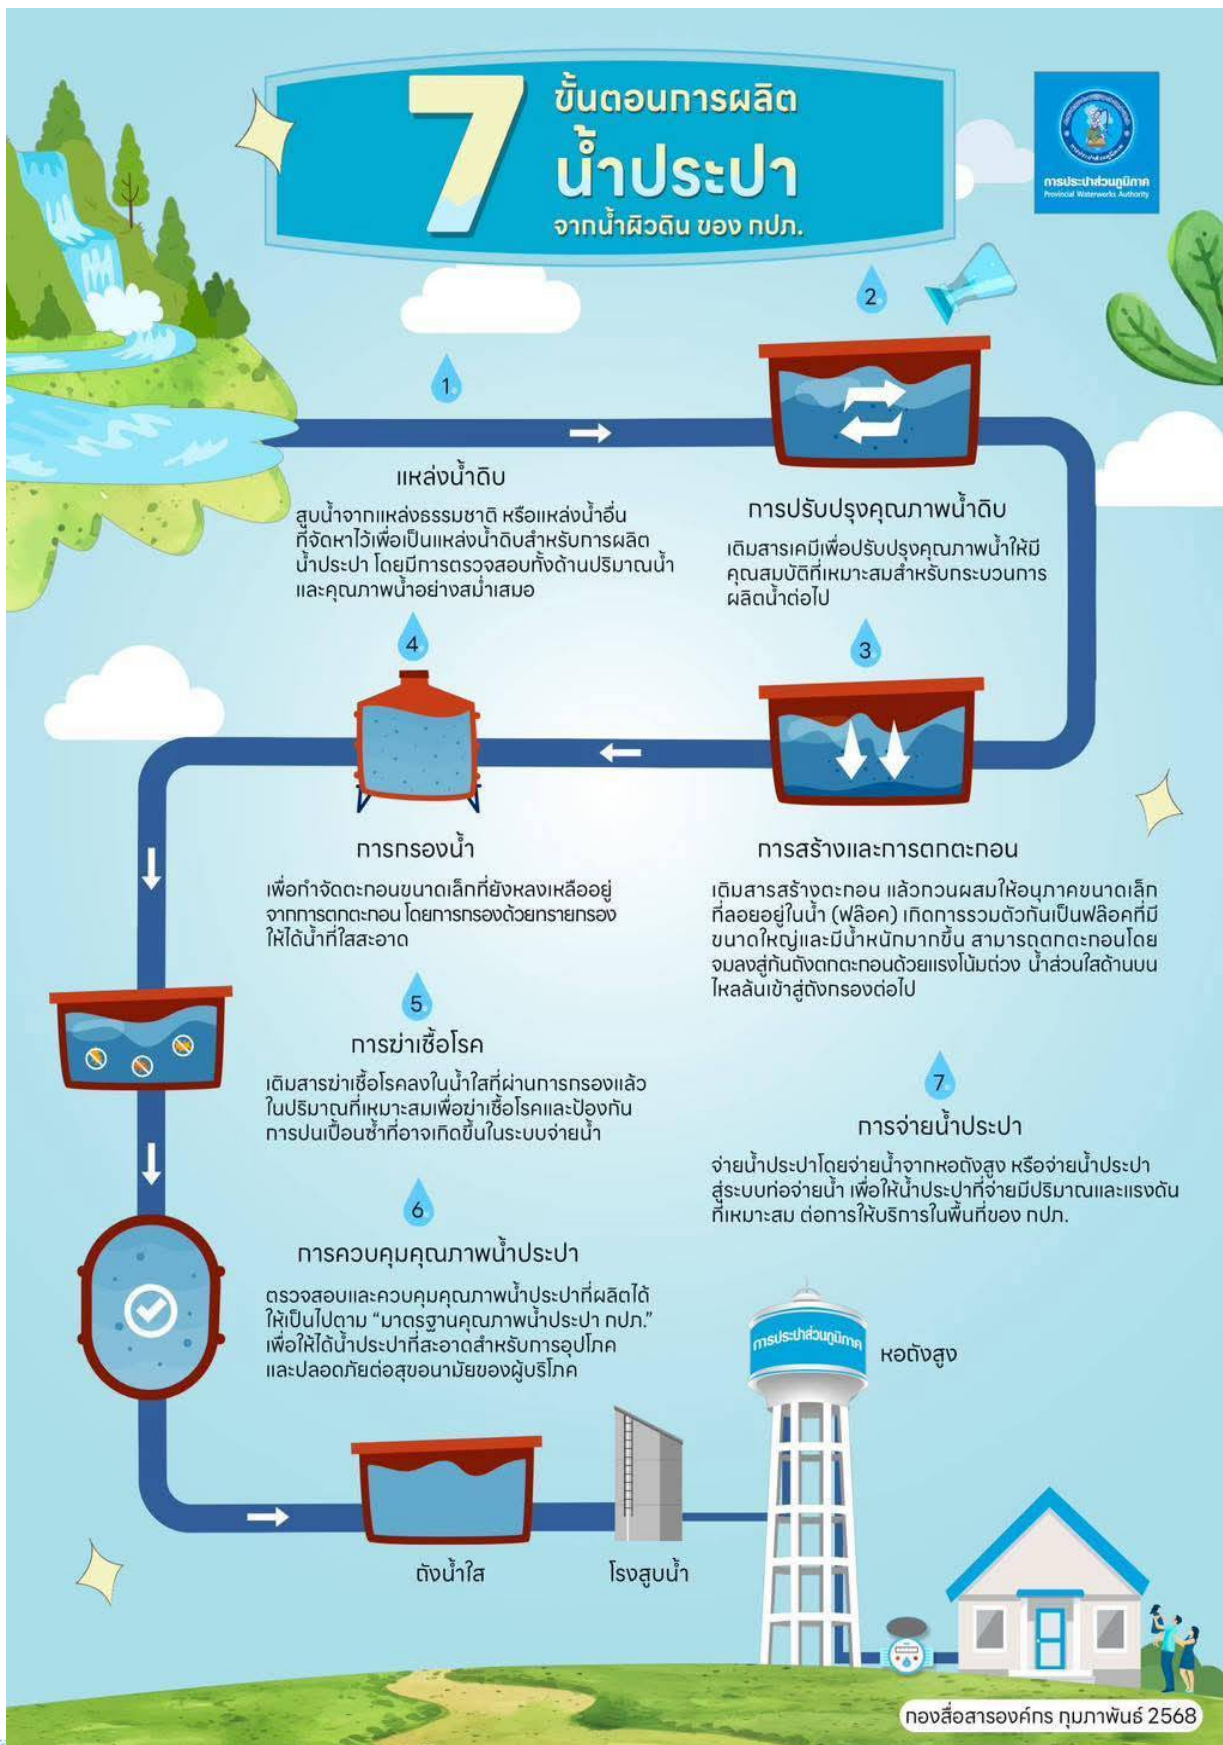 7
ขั้นตอนการผลิต
น้ำประปา
จากน้ำผิวดิน ของ กปภ.
การประปาส่วนภูมิภาค
Provincial Waterworks Authority
1
แหล่งน้ำดิบ
สูบน้ำจากแหล่งธรรมชาติ หรือแหล่งน้ำอื่น
ที่จัดหาไว้เพื่อเป็นแหล่งน้ำดิบสำหรับการผลิต
น้ำประปา โดยมีการตรวจสอบทั้งด้านปริมาณน้ำ
และคุณภาพน้ำอย่างสม่ำเสมอ
2
การปรับปรุงคุณภาพน้ำดิบ
เติมสารเคมีเพื่อปรับปรุงคุณภาพน้ำให้มี
คุณสมบัติที่เหมาะสมสำหรับกระบวนการ
ผลิตน้ำต่อไป
3
การสร้างและการตกตะกอน
เติมสารสร้างตะกอน แล้วกวนผสมให้อนุภาคขนาดเล็ก
ที่ลอยอยู่ในน้ำ (ฟล๊อค) เกิดการรวมตัวกันเป็นฟล๊อคที่มี
ขนาดใหญ่และมีน้ำหนักมากขึ้น สามารถตกตะกอนโดย
จมลงสู่ก้นถังตกตะกอนด้วยแรงโน้มถ่วง น้ำส่วนใสด้านบน
ไหลล้นเข้าสู่ถังกรองต่อไป
4
การกรองน้ำ
เพื่อกำจัดตะกอนขนาดเล็กที่ยังหลงเหลืออยู่
จากการตกตะกอน โดยการกรองด้วยทรายกรอง
ให้ได้น้ำที่ใสสะอาด
5.
การฆ่าเชื้อโรค
เติมสารฆ่าเชื้อโรคลงในน้ำใสที่ผ่านการกรองแล้ว
ในปริมาณที่เหมาะสมเพื่อฆ่าเชื้อโรคและป้องกัน
การปนเปื้อนซ้ำที่อาจเกิดขึ้นในระบบจ่ายน้ำ
6.
การควบคุมคุณภาพน้ำประปา
ตรวจสอบและควบคุมคุณภาพน้ำประปาที่ผลิตได้
ให้เป็นไปตาม “มาตรฐานคุณภาพน้ำประปา กปภ.”
เพื่อให้ได้น้ำประปาที่สะอาดสำหรับการอุปโภค
และปลอดภัยต่อสุขอนามัยของผู้บริโภค
7.
การจ่ายน้ำประปา
จ่ายน้ำประปาโดยจ่ายน้ำจากหอถังสูง หรือจ่ายน้ำประปา
สู่ระบบท่อจ่ายน้ำ เพื่อให้น้ำประปาที่จ่ายมีปริมาณและแรงดัน
ที่เหมาะสม ต่อการให้บริการในพื้นที่ของ กปภ.
การประปาส่วนภูมิภาค
หอถังสูง
ถังน้ำใส
โรงสูบน้ำ
กองสื่อสารองค์กร กุมภาพันธ์ 2568